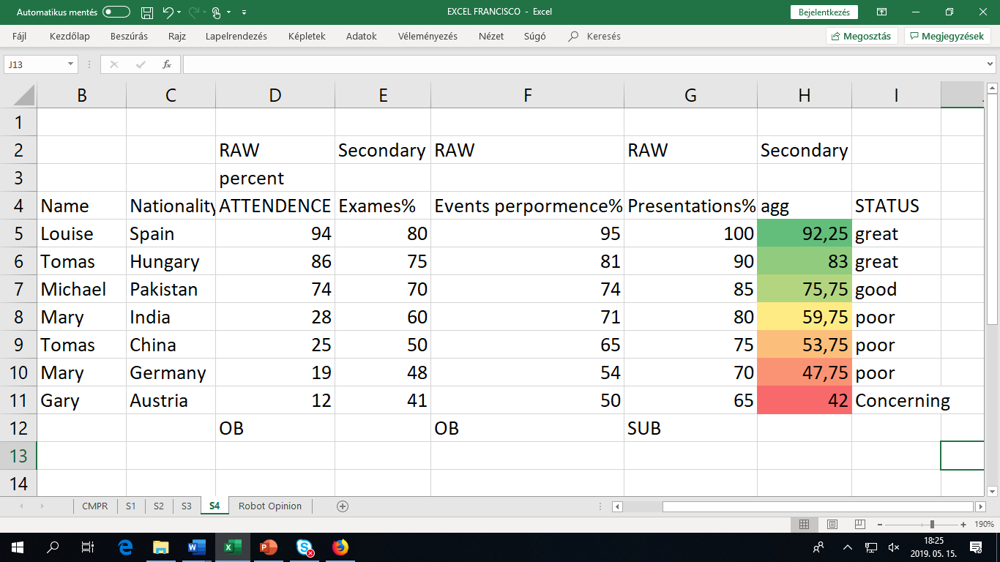 Automatikus mentés EXCEL FRANCISCO - Excel Bejelentkezés
Fájl Kezdőlap Beszúrás Rajz Lapelrendezés Képletek Adatok Véleményezés Nézet Súgó Keresés Megosztás Megjegyzések
J13 fx
B C D E F G H I
1
2 RAW Secondary RAW RAW Secondary
3 percent
4 Name Nationality ATTENDENCE Exames% Events perpormence% Presentations% agg STATUS
5 Louise Spain 94 80 95 100 92,25 great
6 Tomas Hungary 86 75 81 90 83 great
7 Michael Pakistan 74 70 74 85 75,75 good
8 Mary India 28 60 71 80 59,75 poor
9 Tomas China 25 50 65 75 53,75 poor
10 Mary Germany 19 48 54 70 47,75 poor
11 Gary Austria 12 41 50 65 42 Concerning
12 OB OB SUB
13
14
CMPR S1 S2 S3 S4 Robot Opinion
190%
18:25
2019. 05. 15.